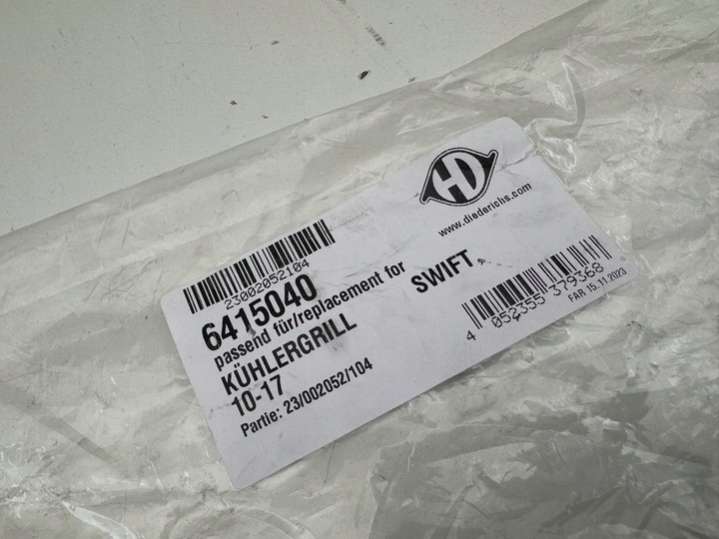 HD
www.diederichs.com
23002052104
6415040
passend für/replacement for
SWIFT,
KÜHLERGRILL
10-17
Partie: 23/002052/104
4 052355 379368
FAR 15.11.2023